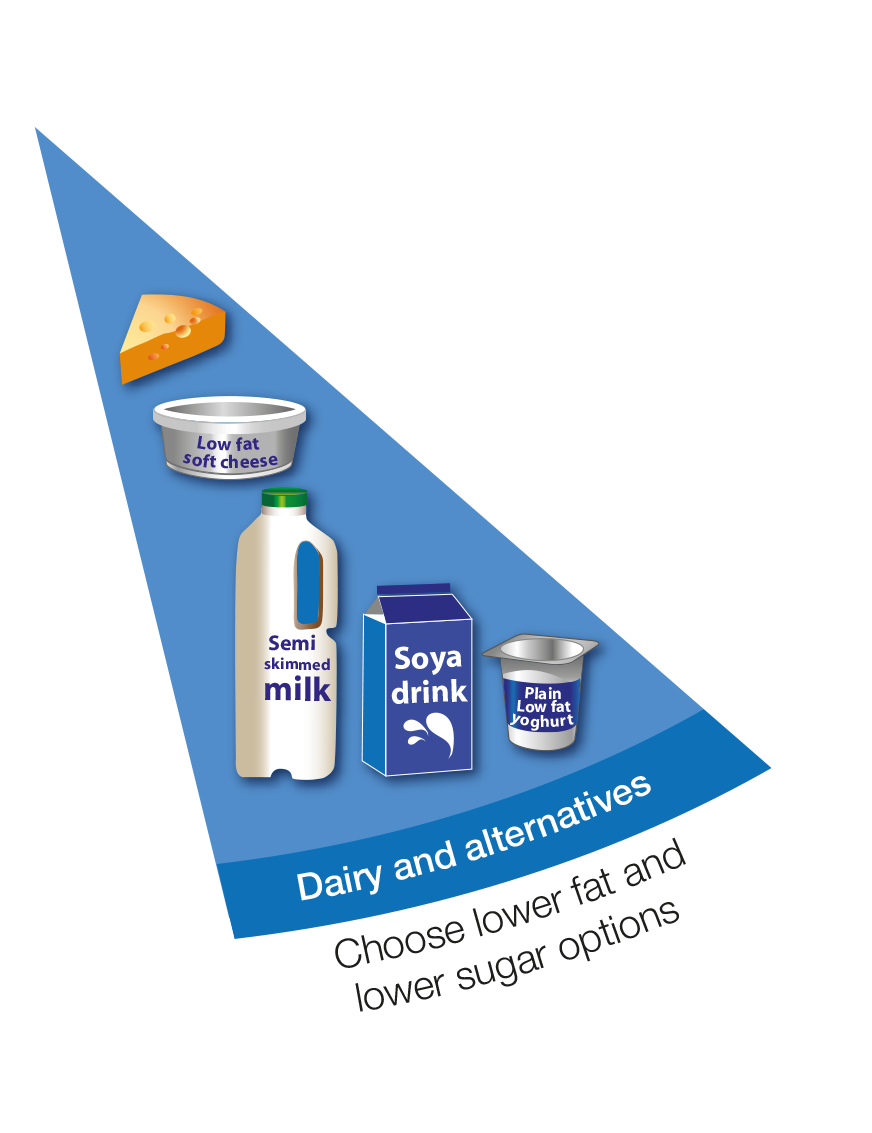 Low fat
soft cheese
Semi
skimmed
milk
Soya
drink
Plain
Low fat
yoghurt
Dairy and alternatives
Choose lower fat and
lower sugar options